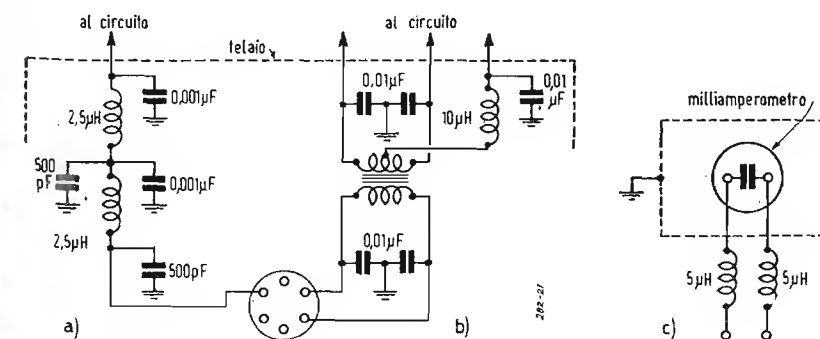 al circuito
al circuito
telaio
0,001µF
2,5µH
500
pF
0,001µF
2,5µH
500pF
a)
0,01µF
10µH
0,01
µF
0,01µF
b)
282-21
milliamperometro
5µH
5µH
c)